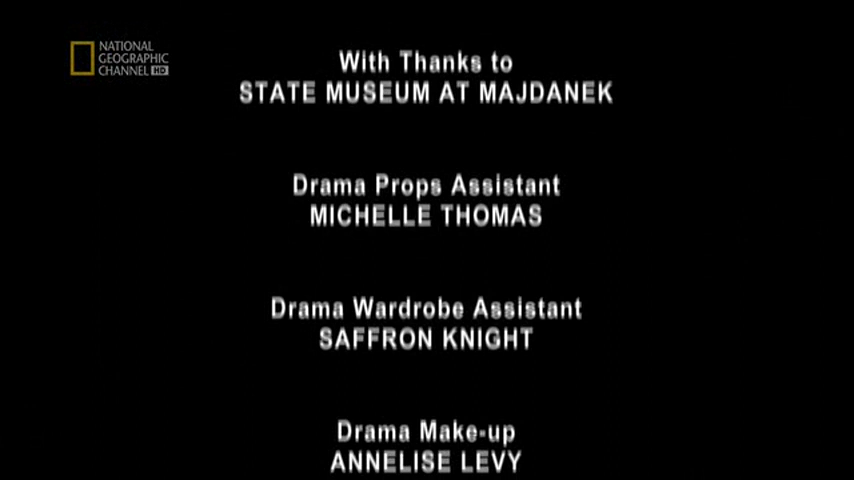 NATIONAL
GEOGRAPHIC
CHANNEL HD
With Thanks to
STATE MUSEUM AT MAJDANEK
Drama Props Assistant
MICHELLE THOMAS
Drama Wardrobe Assistant
SAFFRON KNIGHT
Drama Make-up
ANNELISE LEVY